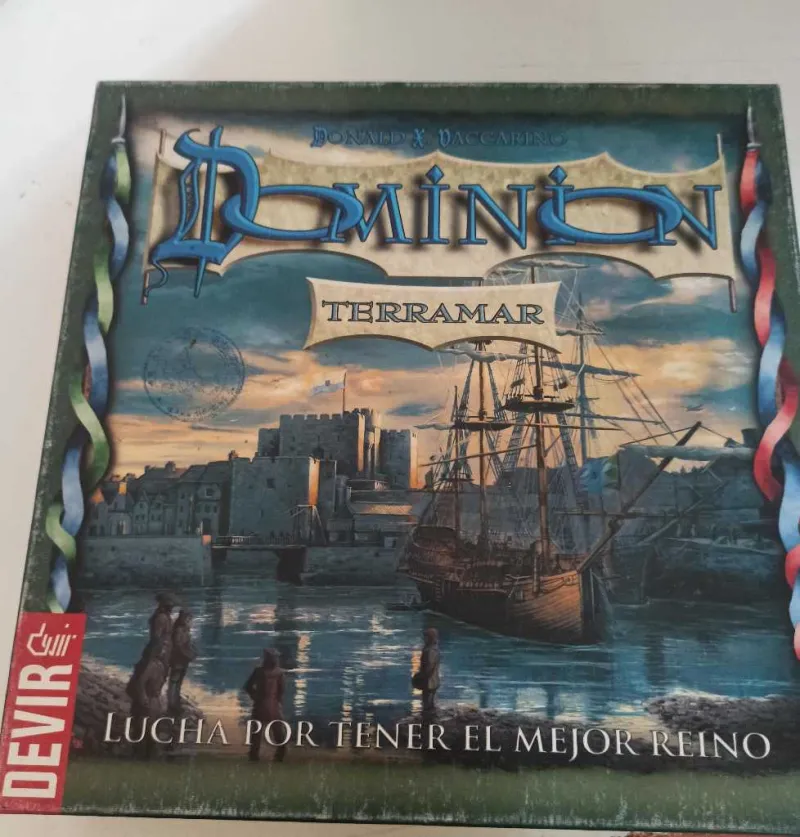 DONALD X. VACCARINO
DOMINION
TERRAMAR
LUCHA POR TENER EL MEJOR REINO
DEVIR